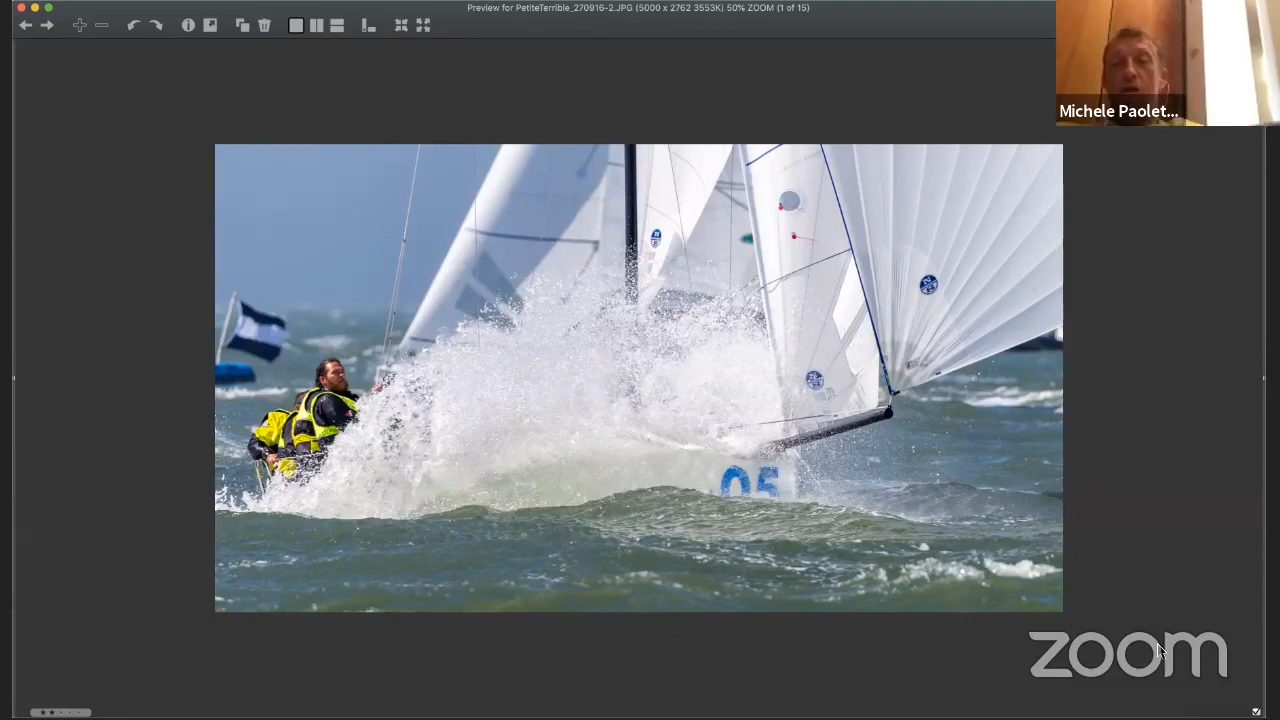 Preview for PetiteTerrible_270916-2.JPG (5000 x 2762 3553K) 50% ZOOM (1 of 15)
Michele Paolet...
N
05
zoom